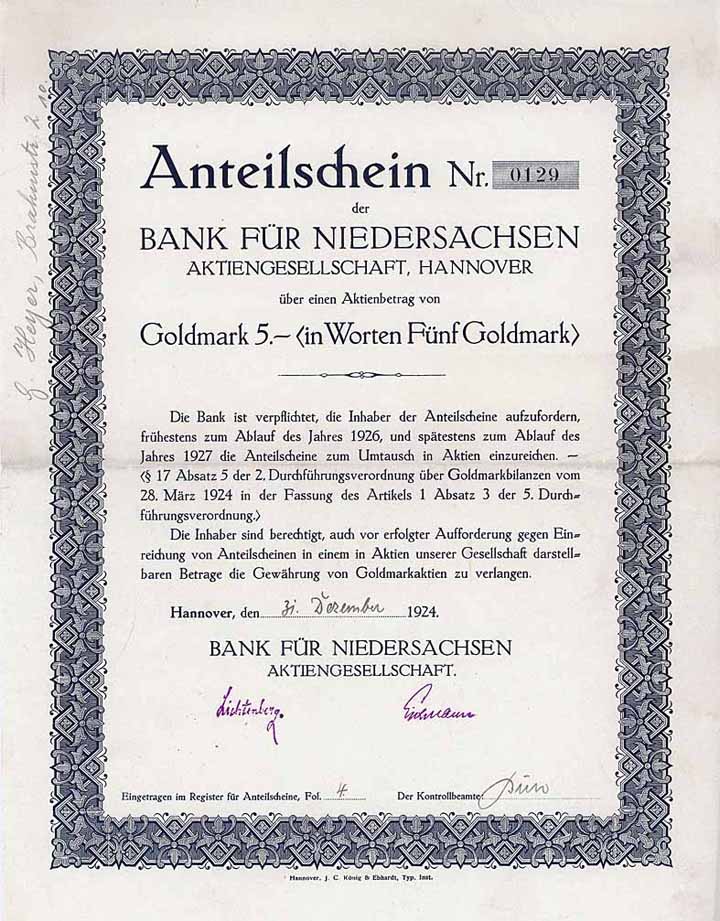 Anteilschein Nr. 0129
der
BANK FÜR NIEDERSACHSEN
AKTIENGESELLSCHAFT, HANNOVER
über einen Aktienbetrag von
Goldmark 5.– (in Worten Fünf Goldmark)
Die Bank ist verpflichtet, die Inhaber der Anteilscheine aufzufordern,
frühestens zum Ablauf des Jahres 1926, und spätestens zum Ablauf des
Jahres 1927 die Anteilscheine zum Umtausch in Aktien einzureichen. –
(§ 17 Absatz 5 der 2. Durchführungsverordnung über Goldmarkbilanzen vom
28. März 1924 in der Fassung des Artikels 1 Absatz 3 der 5. Durch=
führungsverordnung.)
Die Inhaber sind berechtigt, auch vor erfolgter Aufforderung gegen Ein=
reichung von Anteilscheinen in einem in Aktien unserer Gesellschaft darstell=
baren Betrage die Gewährung von Goldmarkaktien zu verlangen.
Hannover, den 31. Dezember 1924.
BANK FÜR NIEDERSACHSEN
AKTIENGESELLSCHAFT.
Lichtenberg.
Eingetragen im Register für Anteilscheine, Fol. 4
Der Kontrollbeamte:
Hannover, J. C. König & Ebhardt, Typ. Inst.
G. Heyer,